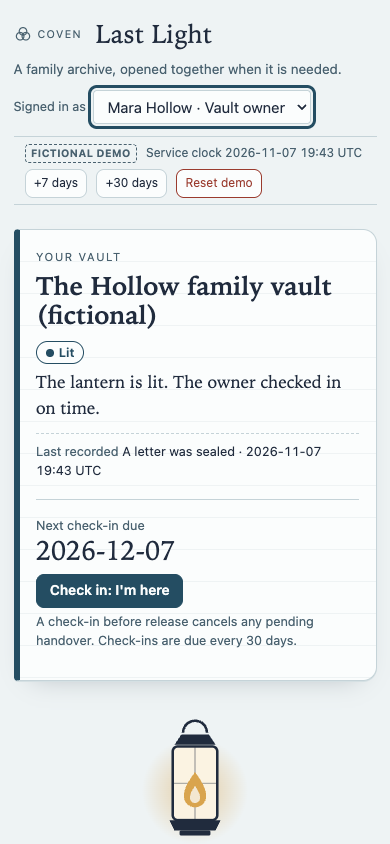 COVEN Last Light
A family archive, opened together when it is needed.
Signed in as Mara Hollow · Vault owner
FICTIONAL DEMO Service clock 2026-11-07 19:43 UTC
+7 days +30 days Reset demo
YOUR VAULT
The Hollow family vault
(fictional)
Lit
The lantern is lit. The owner checked in
on time.
Last recorded A letter was sealed · 2026-11-07
19:43 UTC
Next check-in due
2026-12-07
Check in: I'm here
A check-in before release cancels any pending
handover. Check-ins are due every 30 days.